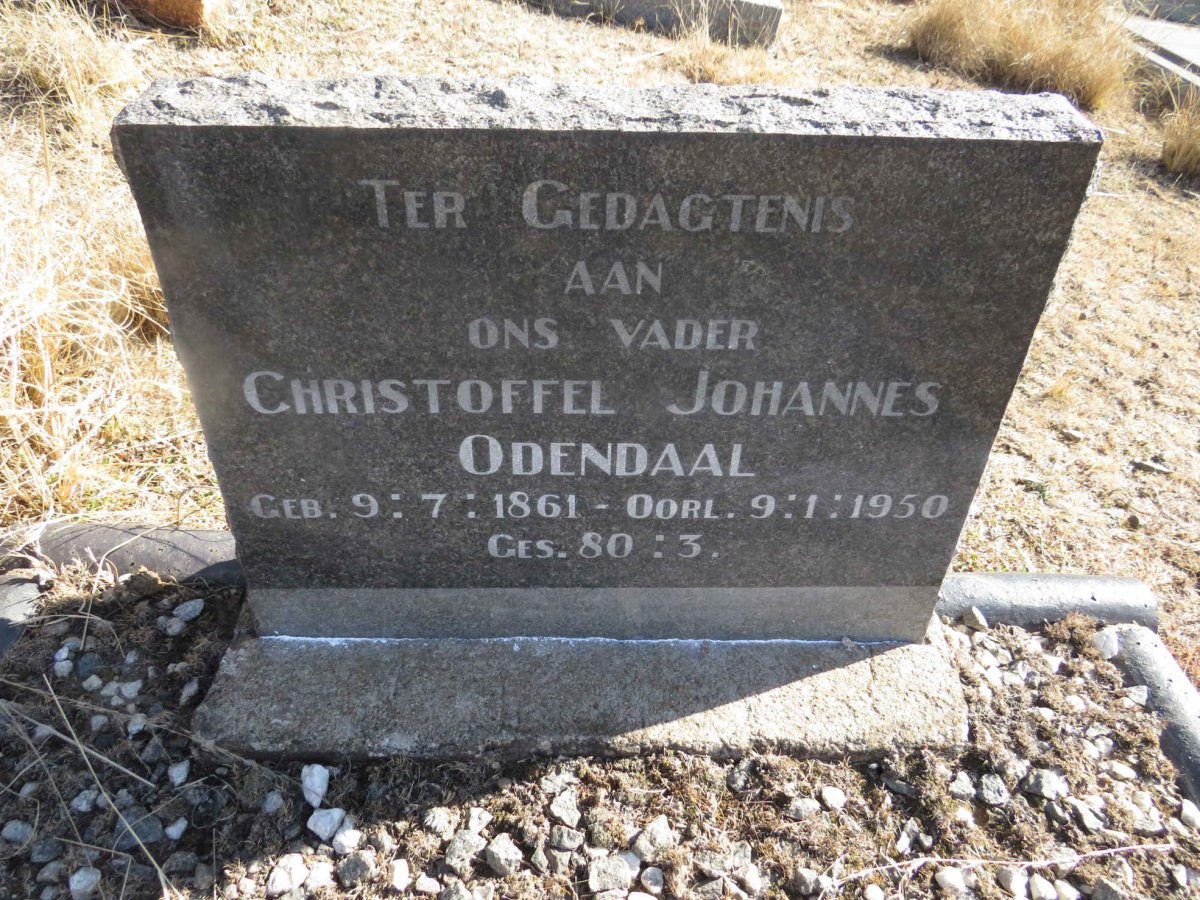 TER GEDAGTENIS
AAN
ONS VADER
CHRISTOFFEL JOHANNES
ODENDAAL
GEB. 9:7:1861 - OORL. 9:1:1950
GES. 80:3.